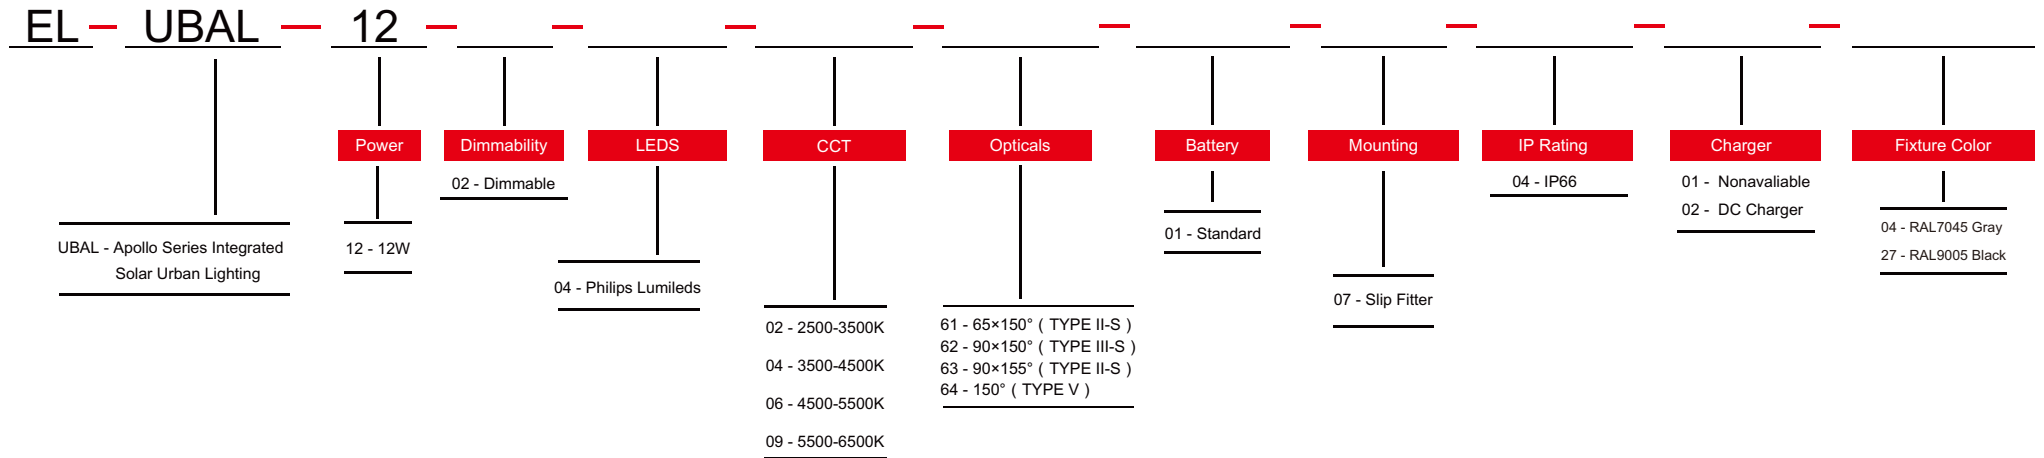 EL — UBAL — 12 — — — — — — — — —
Power
Dimmability
LEDS
CCT
Opticals
Battery
Mounting
IP Rating
Charger
Fixture Color
UBAL - Apollo Series Integrated
Solar Urban Lighting
12 - 12W
02 - Dimmable
04 - Philips Lumileds
02 - 2500-3500K
04 - 3500-4500K
06 - 4500-5500K
09 - 5500-6500K
61 - 65×150° ( TYPE II-S )
62 - 90×150° ( TYPE III-S )
63 - 90×155° ( TYPE II-S )
64 - 150° ( TYPE V )
01 - Standard
07 - Slip Fitter
04 - IP66
01 - Nonavaliable
02 - DC Charger
04 - RAL7045 Gray
27 - RAL9005 Black